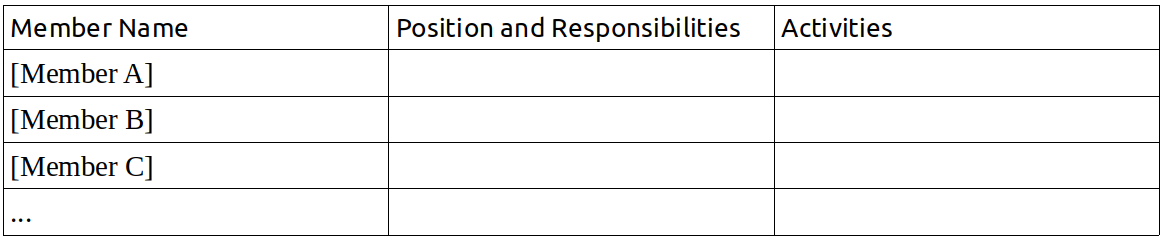 Member Name Position and Responsibilities Activities
[Member A]
[Member B]
[Member C]
...